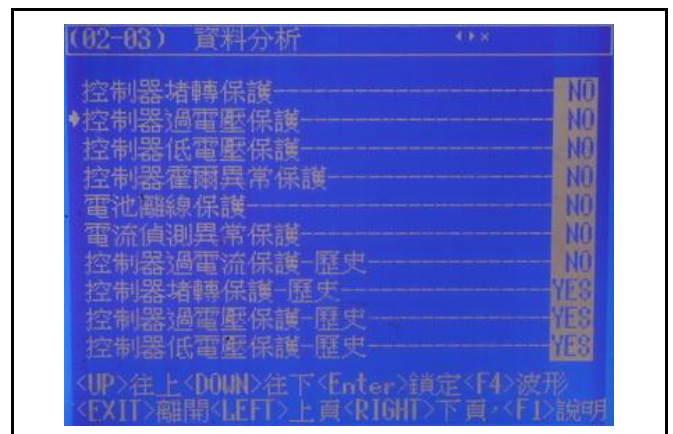 (02-03) 資料分析
控制器堵轉保護 NO
控制器過電壓保護 NO
控制器低電壓保護 NO
控制器霍爾異常保護 NO
電池離線保護 NO
電流偵測異常保護 NO
控制器過電流保護-歷史 NO
控制器堵轉保護-歷史 YES
控制器過電壓保護-歷史 YES
控制器低電壓保護-歷史 YES
<UP>往上<DOWN>往下<Enter>鎖定<F4>波形
<EXIT>離開<LEFT>上頁<RIGHT>下頁,<F1>說明